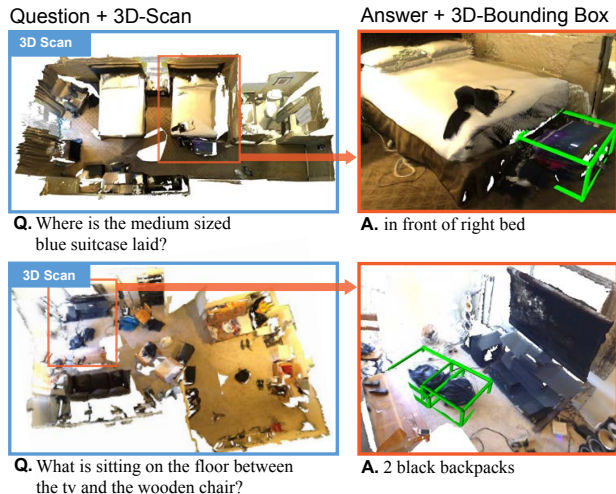 Question + 3D-Scan
Answer + 3D-Bounding Box
3D Scan
Q. Where is the medium sized
blue suitcase laid?
A. in front of right bed
3D Scan
Q. What is sitting on the floor between
the tv and the wooden chair?
A. 2 black backpacks